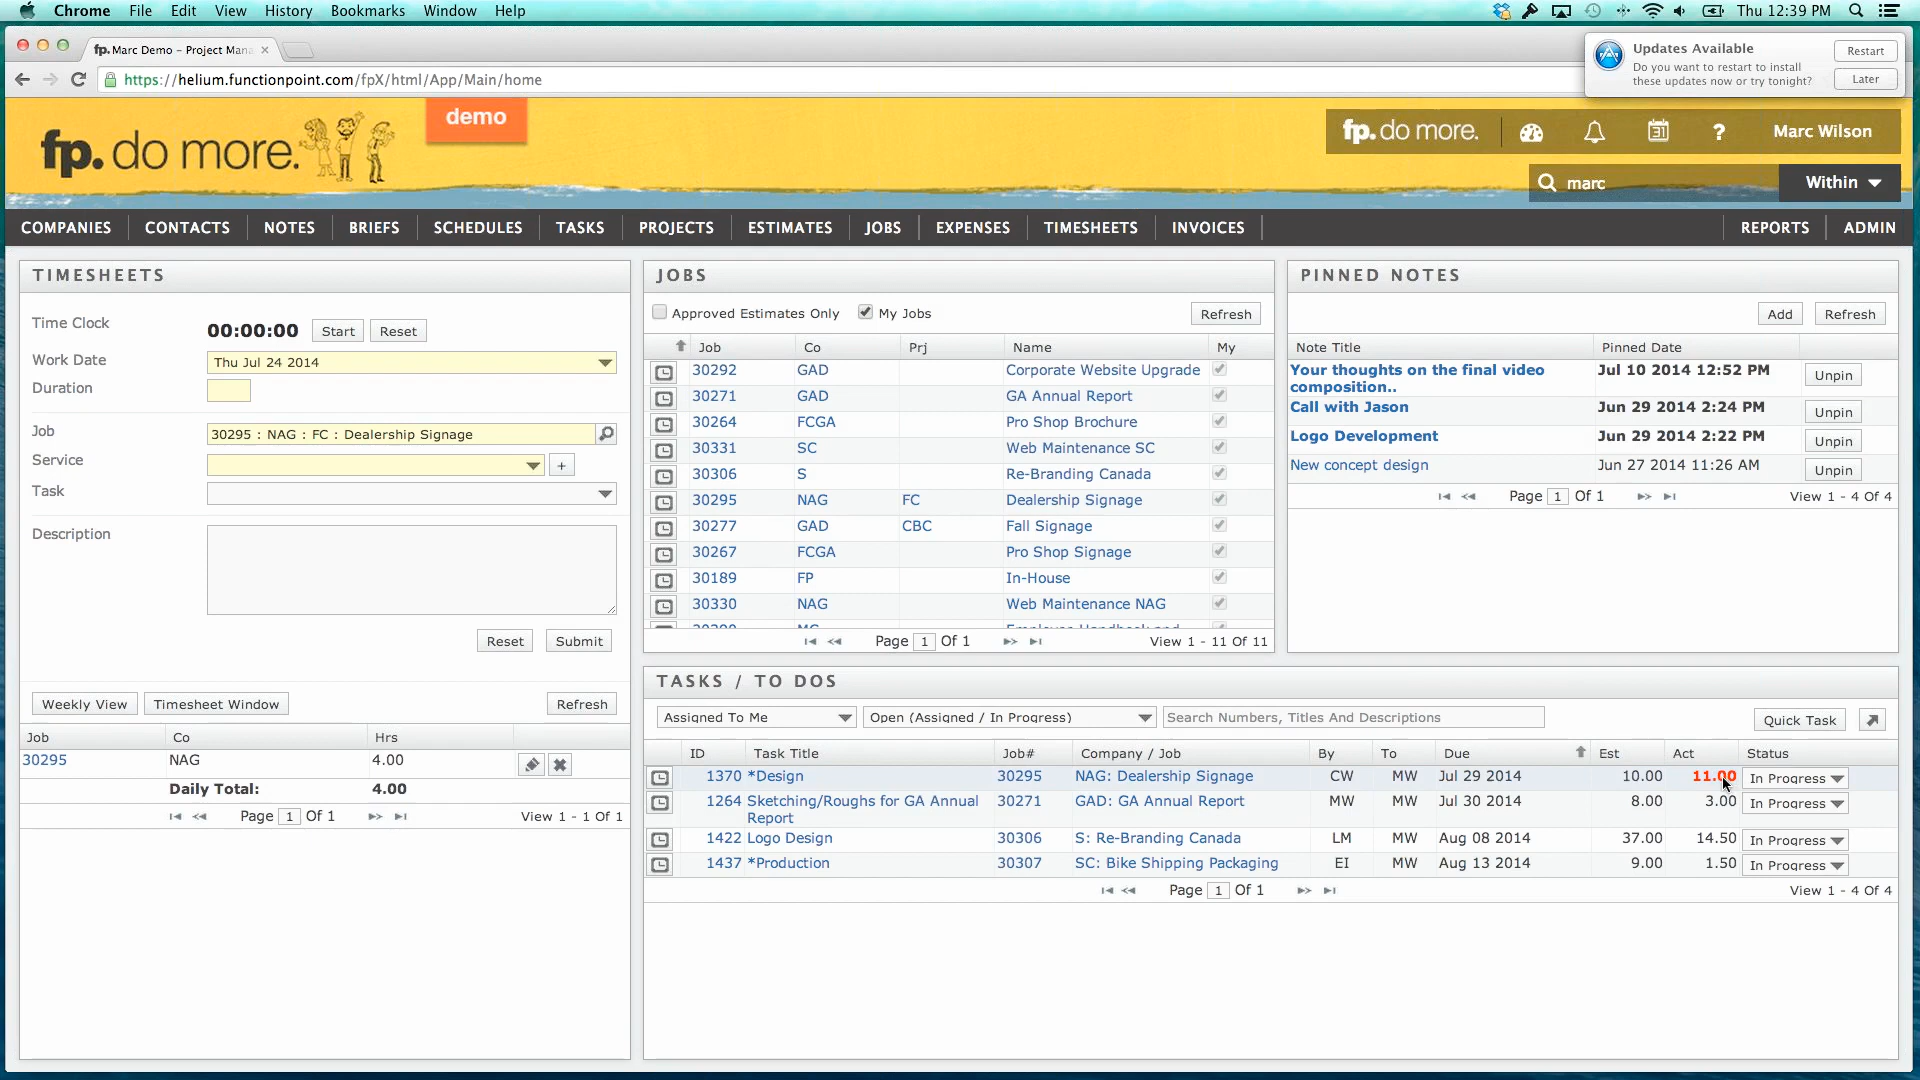 Chrome File Edit View History Bookmarks Window Help
Thu 12:39 PM
fp. Marc Demo – Project Mana
https://helium.functionpoint.com/fpX/html/App/Main/home
Updates Available
Do you want to restart to install
these updates now or try tonight?
Restart
Later
fp. do more.
demo
fp. do more.
31
?
Marc Wilson
marc
Within
COMPANIES CONTACTS NOTES BRIEFS SCHEDULES TASKS PROJECTS ESTIMATES JOBS EXPENSES TIMESHEETS INVOICES REPORTS ADMIN
TIMESHEETS
Time Clock 00:00:00 Start Reset
Work Date Thu Jul 24 2014
Duration
Job 30295 : NAG : FC : Dealership Signage
Service +
Task
Description
Reset Submit
Weekly View Timesheet Window Refresh
Job Co Hrs
30295 NAG 4.00
Daily Total: 4.00
Page 1 Of 1 View 1 - 1 Of 1
JOBS
Approved Estimates Only My Jobs Refresh
Job Co Prj Name My
30292 GAD Corporate Website Upgrade
30271 GAD GA Annual Report
30264 FCGA Pro Shop Brochure
30331 SC Web Maintenance SC
30306 S Re-Branding Canada
30295 NAG FC Dealership Signage
30277 GAD CBC Fall Signage
30267 FCGA Pro Shop Signage
30189 FP In-House
30330 NAG Web Maintenance NAG
Page 1 Of 1 View 1 - 11 Of 11
PINNED NOTES
Add Refresh
Note Title Pinned Date
Your thoughts on the final video Jul 10 2014 12:52 PM Unpin
composition..
Call with Jason Jun 29 2014 2:24 PM Unpin
Logo Development Jun 29 2014 2:22 PM Unpin
New concept design Jun 27 2014 11:26 AM Unpin
Page 1 Of 1 View 1 - 4 Of 4
TASKS / TO DOS
Assigned To Me Open (Assigned / In Progress) Search Numbers, Titles And Descriptions Quick Task
ID Task Title Job# Company / Job By To Due Est Act Status
1370 *Design 30295 NAG: Dealership Signage CW MW Jul 29 2014 10.00 11.00 In Progress
1264 Sketching/Roughs for GA Annual 30271 GAD: GA Annual Report MW MW Jul 30 2014 8.00 3.00 In Progress
Report
1422 Logo Design 30306 S: Re-Branding Canada LM MW Aug 08 2014 37.00 14.50 In Progress
1437 *Production 30307 SC: Bike Shipping Packaging EI MW Aug 13 2014 9.00 1.50 In Progress
Page 1 Of 1 View 1 - 4 Of 4